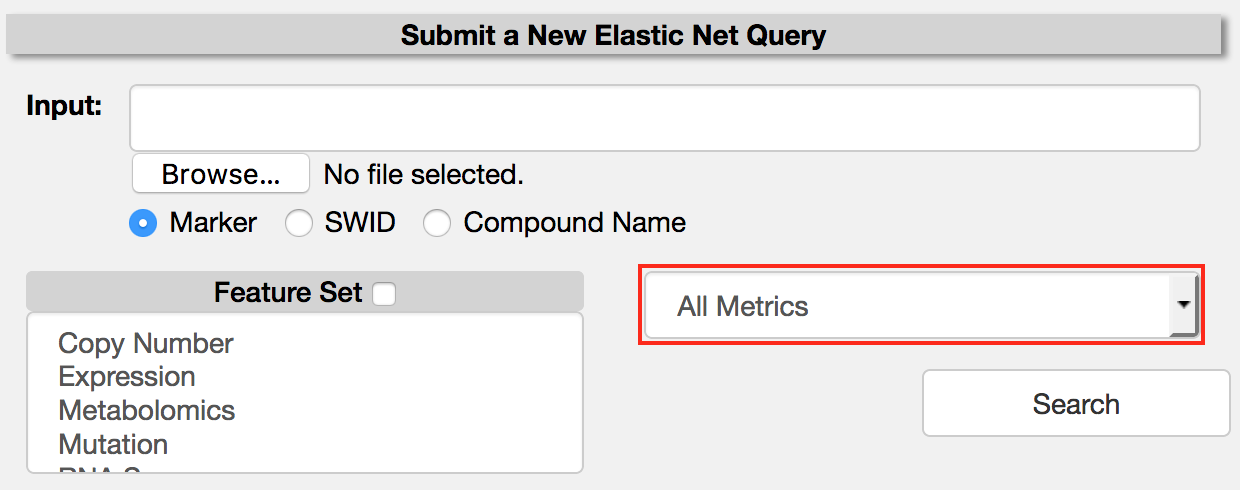 Submit a New Elastic Net Query
Input:
Browse... No file selected.
Marker SWID Compound Name
Feature Set
All Metrics
Copy Number
Expression
Metabolomics
Mutation
Search